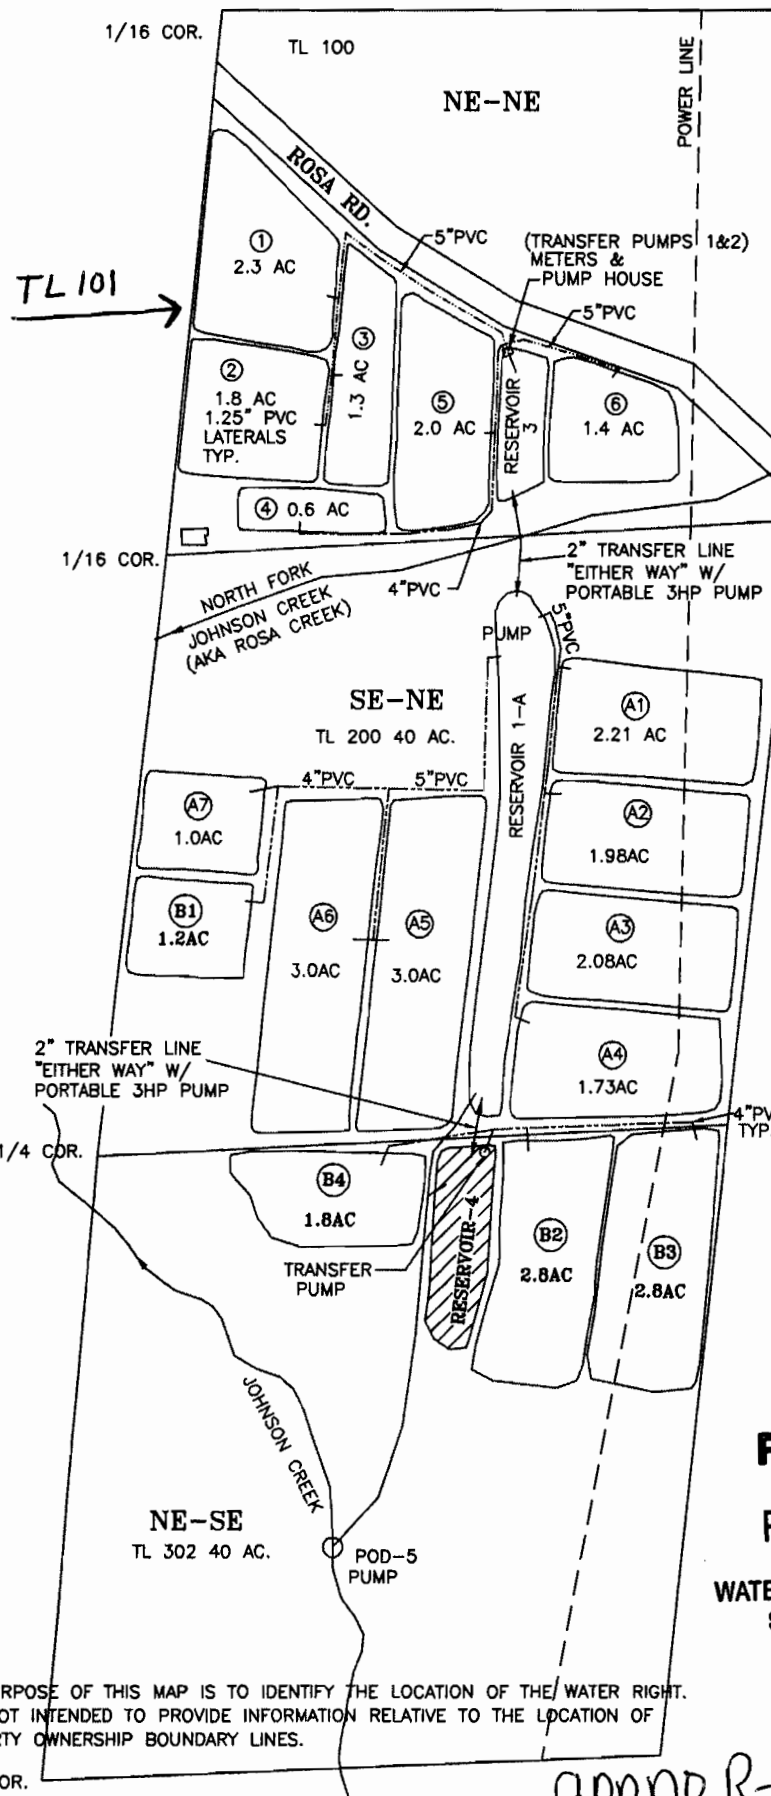 1/16 COR.
TL 100
NE-NE
POWER LINE
ROSA RD.
5"PVC
(TRANSFER PUMPS 1&2)
METERS &
PUMP HOUSE
5"PVC
TL 101
1
2.3 AC
2
1.8 AC
1.25" PVC
LATERALS
TYP.
3
1.3 AC
5
2.0 AC
RESERVOIR
3
6
1.4 AC
4 0.6 AC
1/16 COR.
4"PVC
2" TRANSFER LINE
"EITHER WAY" W/
PORTABLE 3HP PUMP
NORTH FORK
JOHNSON CREEK
(AKA ROSA CREEK)
PUMP
5"PVC
SE-NE
TL 200 40 AC.
RESERVOIR 1-A
A1
2.21 AC
4"PVC
5"PVC
A7
1.0AC
A2
1.98AC
B1
1.2AC
A6
3.0AC
A5
3.0AC
A3
2.08AC
A4
1.73AC
2" TRANSFER LINE
"EITHER WAY" W/
PORTABLE 3HP PUMP
4"PV
TYP
1/4 COR.
B4
1.8AC
RESERVOIR-4
B2
2.8AC
B3
2.8AC
TRANSFER
PUMP
JOHNSON CREEK
NE-SE
TL 302 40 AC.
POD-5
PUMP
WATE
RPOSE OF THIS MAP IS TO IDENTIFY THE LOCATION OF THE WATER RIGHT.
OT INTENDED TO PROVIDE INFORMATION RELATIVE TO THE LOCATION OF
TY OWNERSHIP BOUNDARY LINES.
OR.